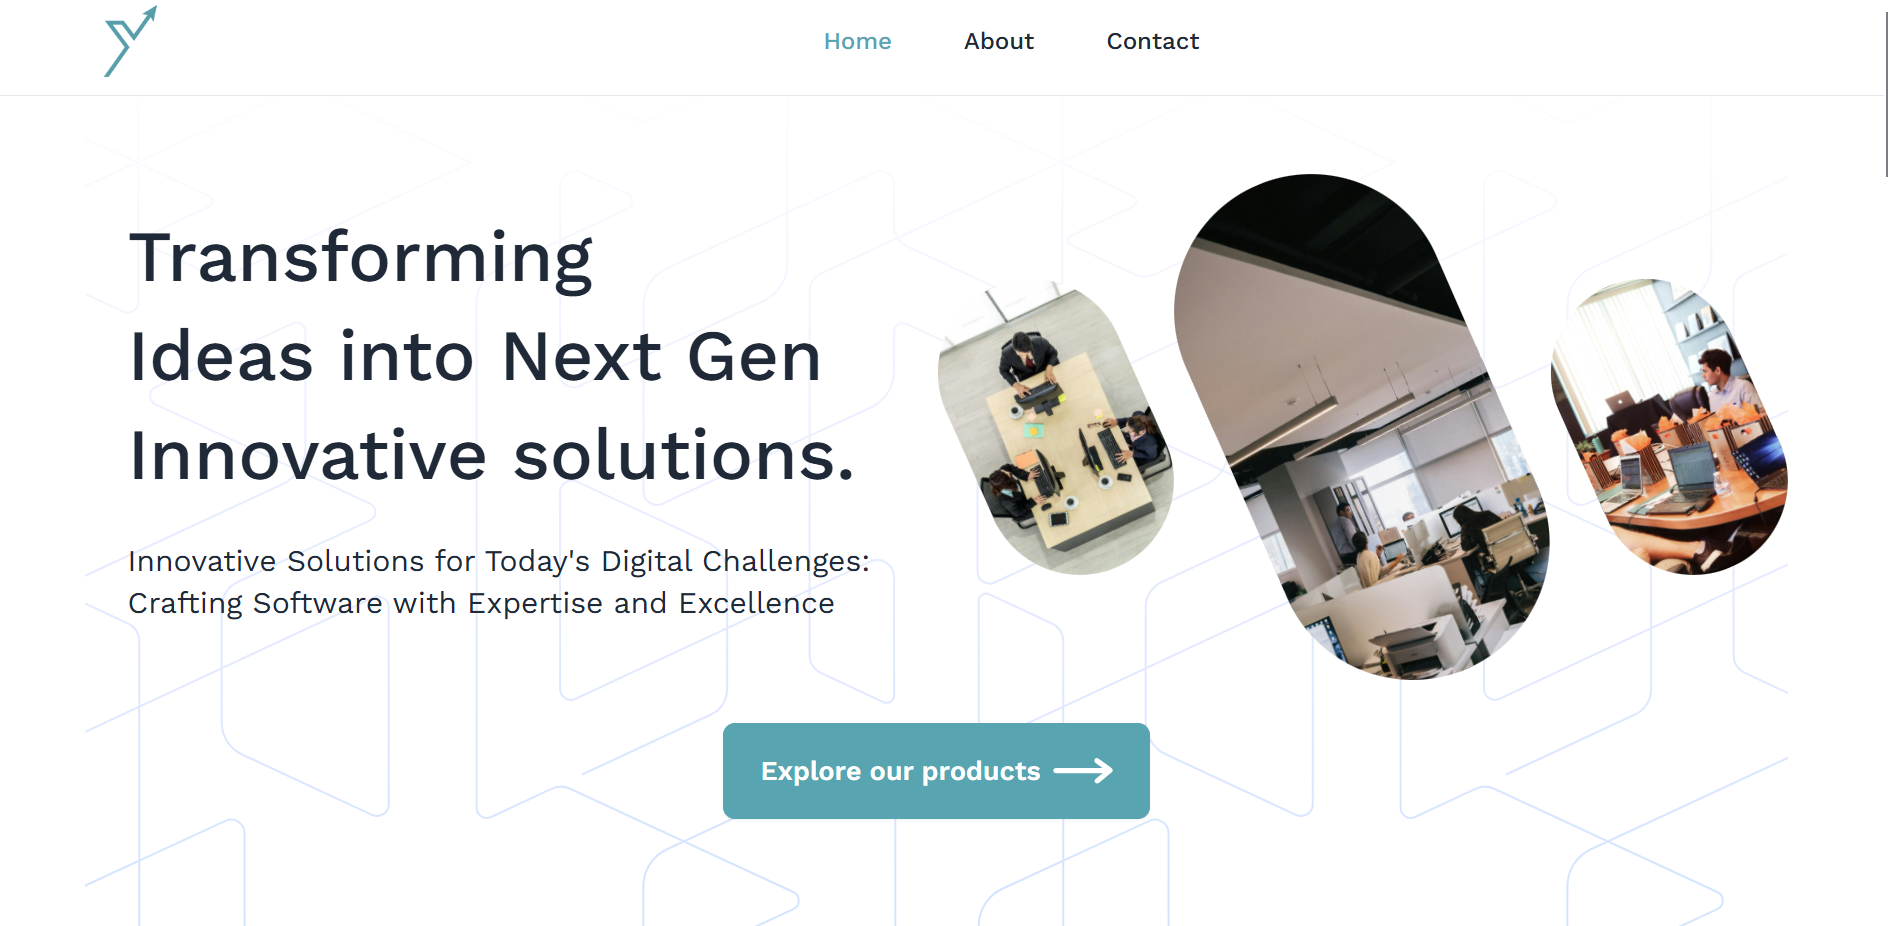 Home About Contact
Transforming
Ideas into Next Gen
Innovative solutions.
Innovative Solutions for Today's Digital Challenges:
Crafting Software with Expertise and Excellence
Explore our products